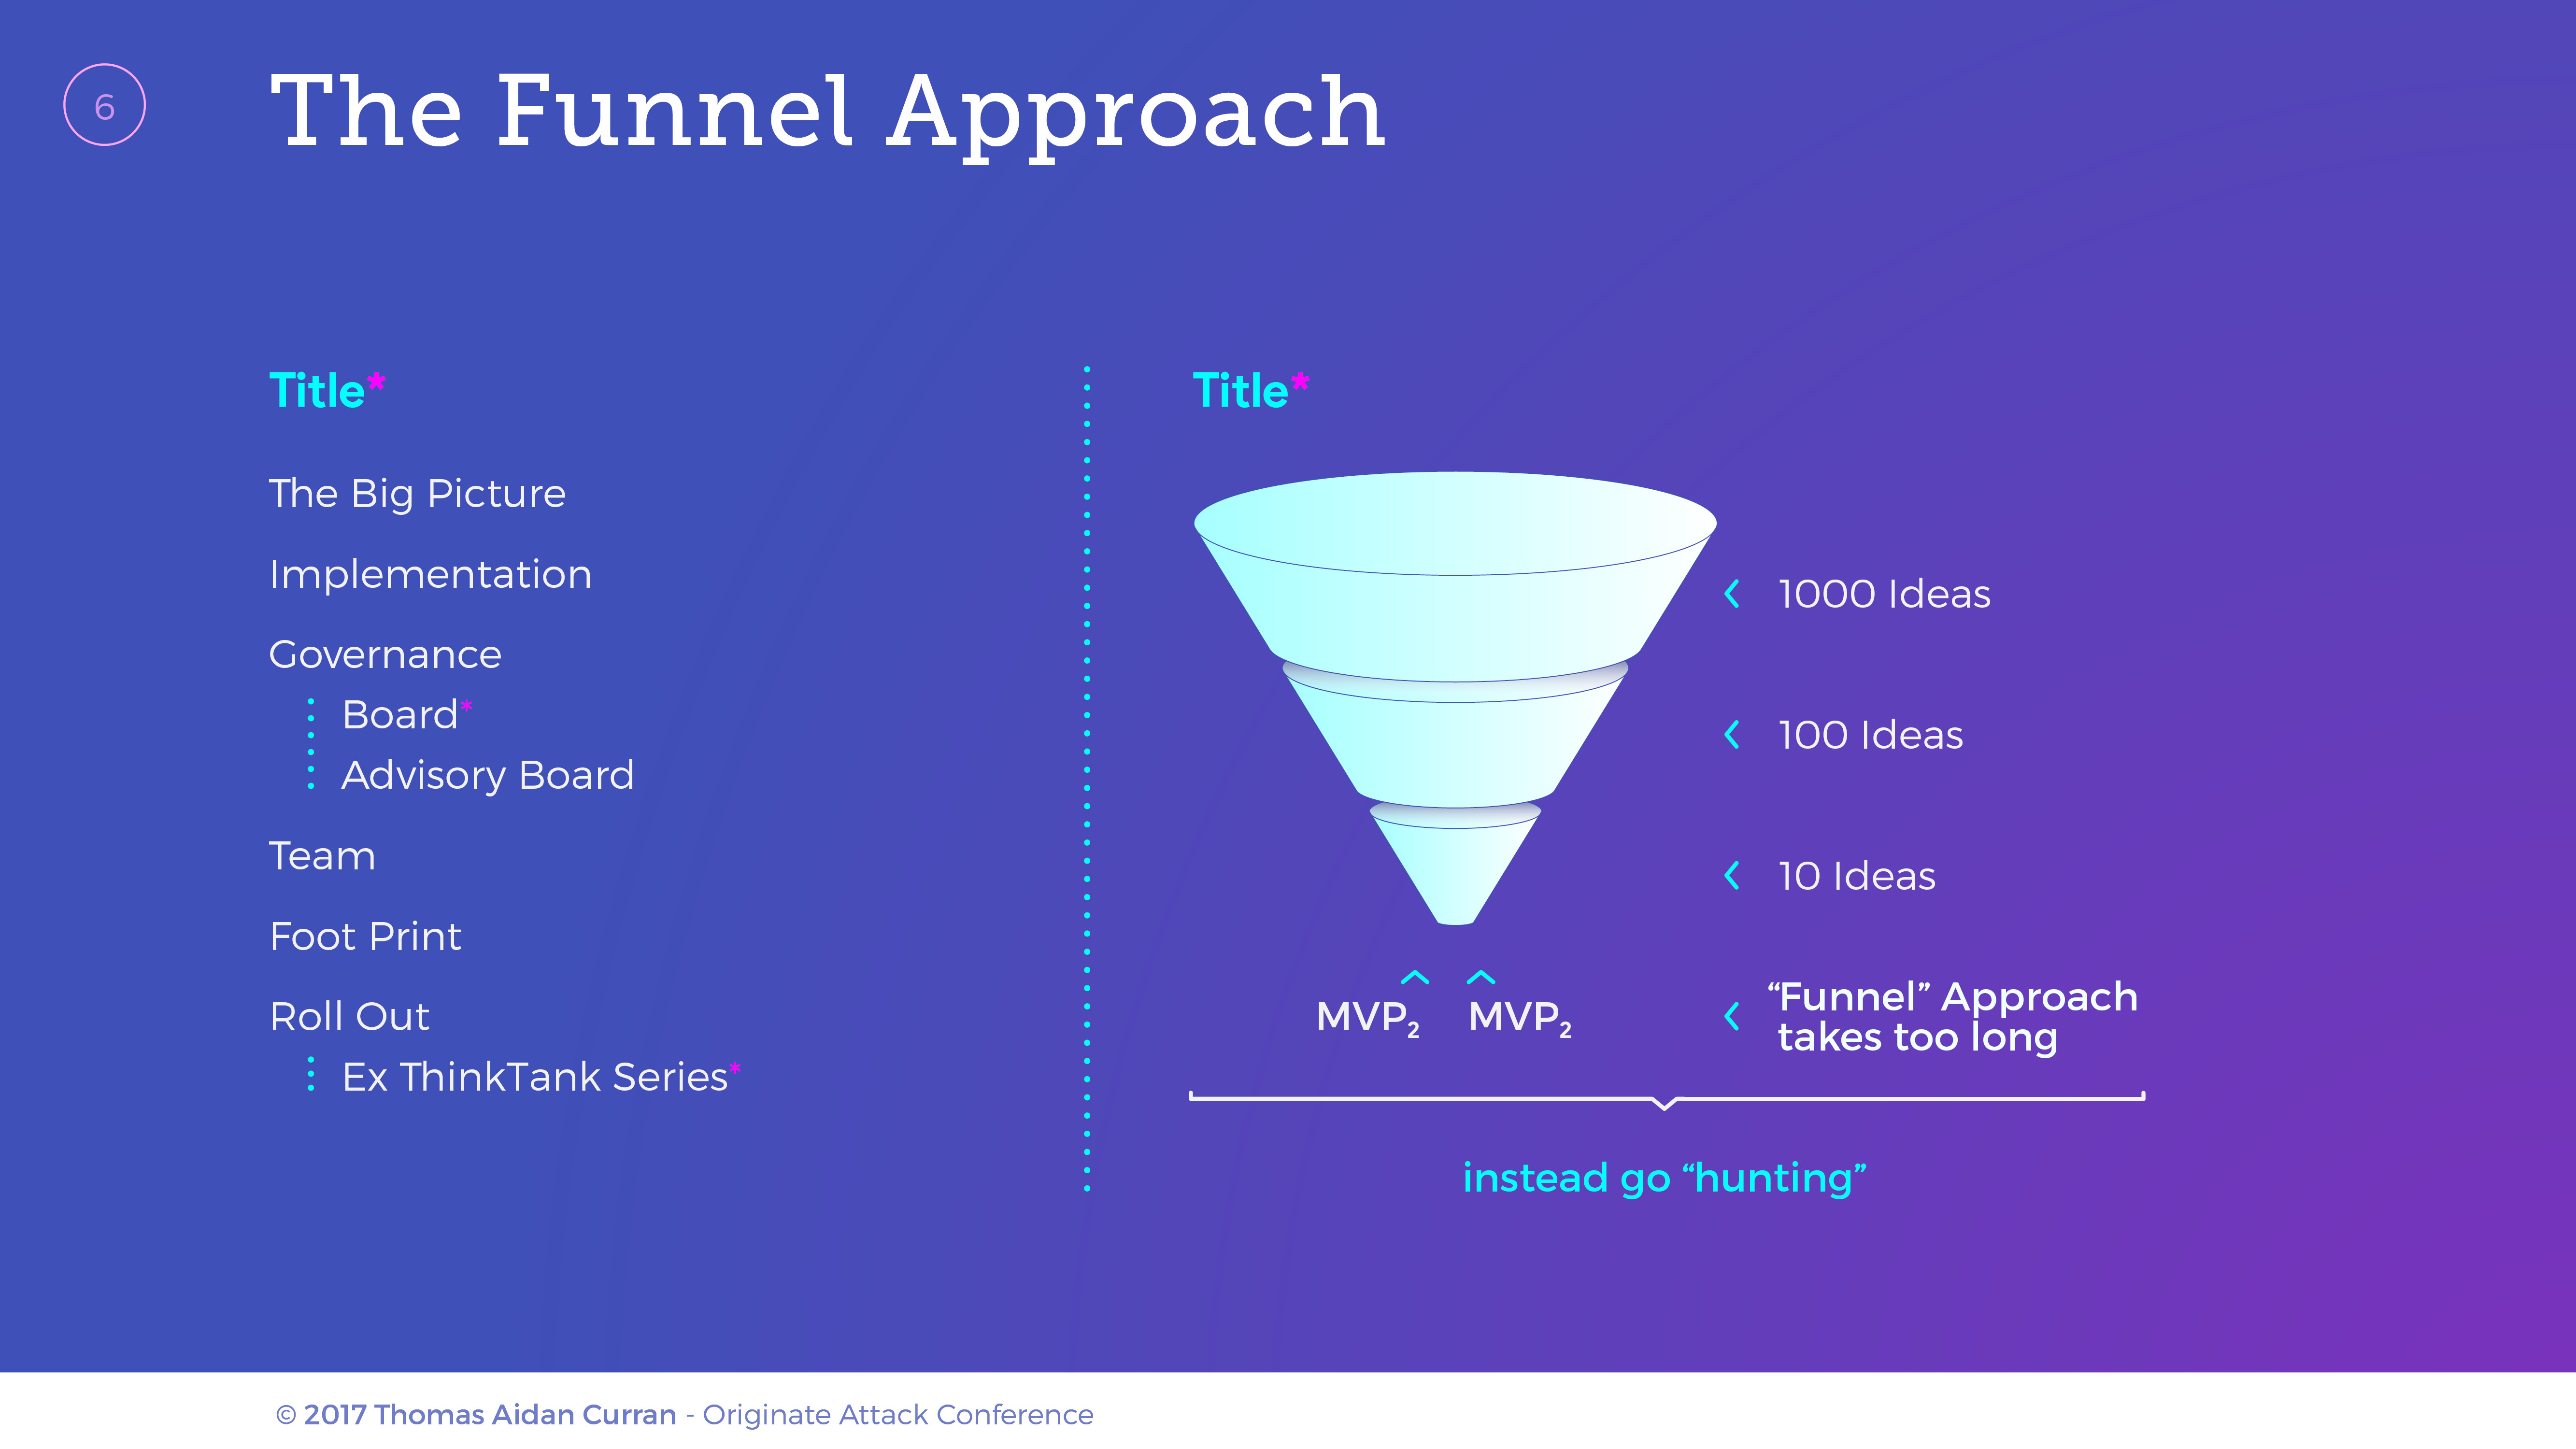 6
The Funnel Approach
Title*
The Big Picture
Implementation
Governance
Board*
Advisory Board
Team
Foot Print
Roll Out
Ex ThinkTank Series*
Title*
1000 Ideas
100 Ideas
10 Ideas
MVP₂ MVP₂
“Funnel” Approach
takes too long
instead go “hunting”
© 2017 Thomas Aidan Curran - Originate Attack Conference